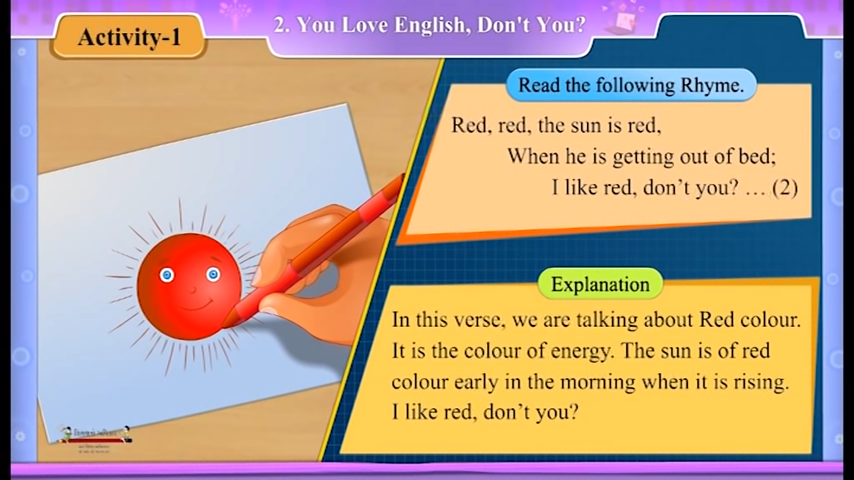 Activity-1
2. You Love English, Don't You?
Read the following Rhyme.
Red, red, the sun is red,
When he is getting out of bed;
I like red, don't you? ... (2)
Explanation
In this verse, we are talking about Red colour.
It is the colour of energy. The sun is of red
colour early in the morning when it is rising.
I like red, don't you?